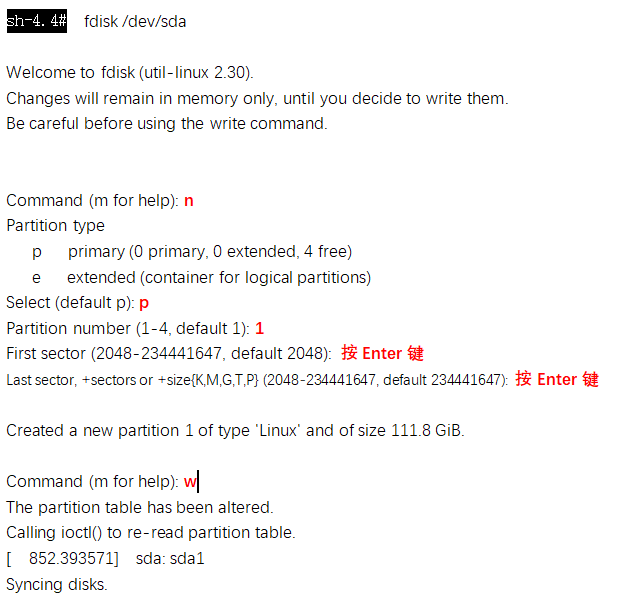 sh-4.4# fdisk /dev/sda
Welcome to fdisk (util-linux 2.30).
Changes will remain in memory only, until you decide to write them.
Be careful before using the write command.
Command (m for help): n
Partition type
p primary (0 primary, 0 extended, 4 free)
e extended (container for logical partitions)
Select (default p): p
Partition number (1-4, default 1): 1
First sector (2048-234441647, default 2048): 按 Enter 键
Last sector, +sectors or +size{K,M,G,T,P} (2048-234441647, default 234441647): 按 Enter 键
Created a new partition 1 of type 'Linux' and of size 111.8 GiB.
Command (m for help): w
The partition table has been altered.
Calling ioctl() to re-read partition table.
[ 852.393571] sda: sda1
Syncing disks.